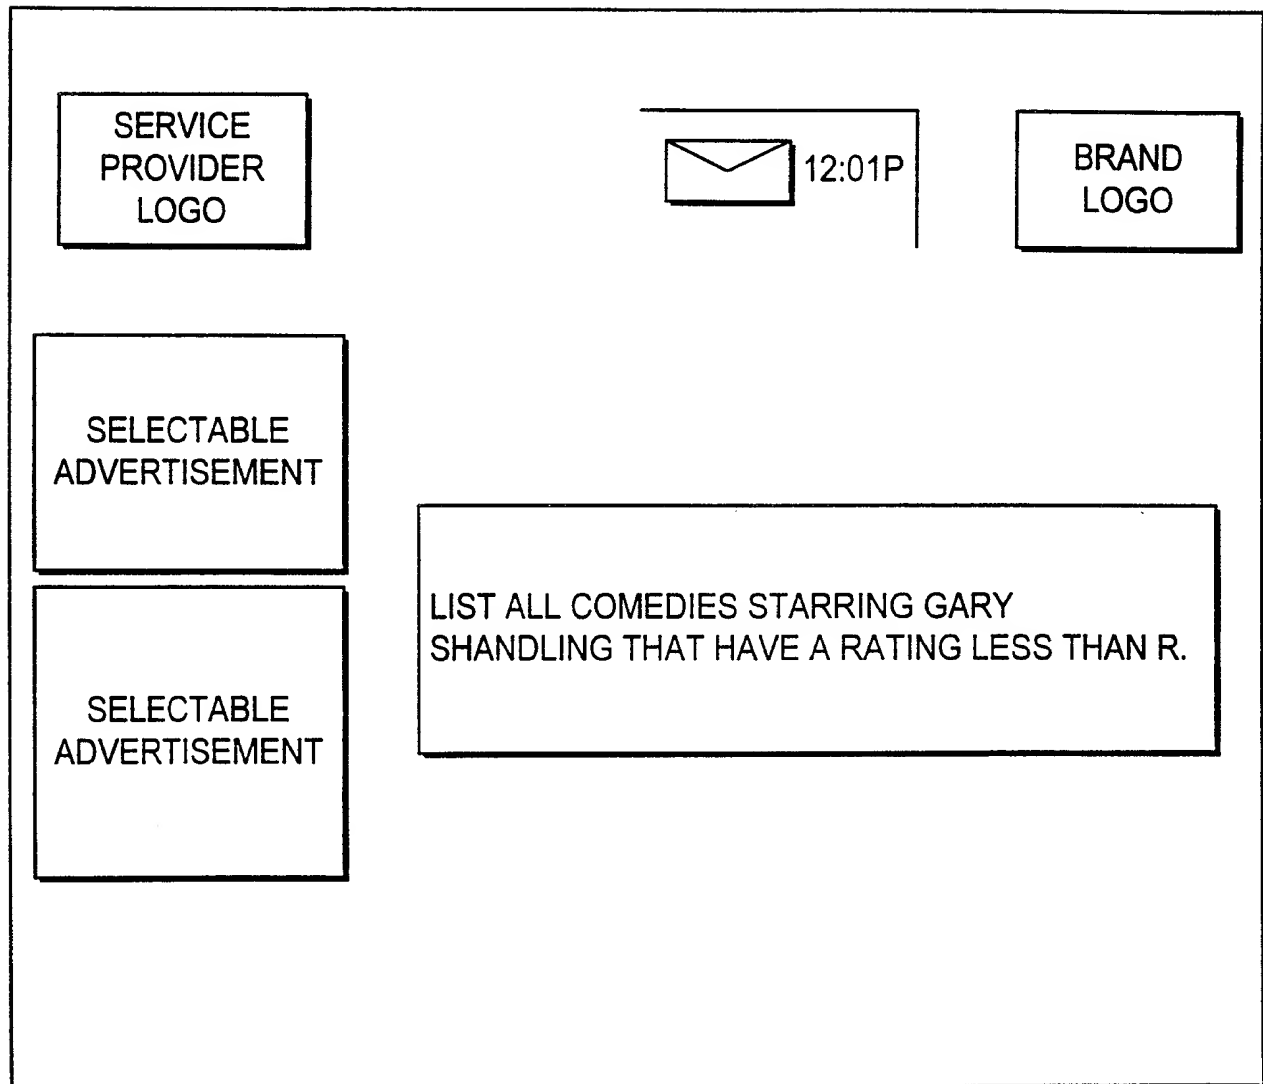 SERVICE
PROVIDER
LOGO
12:01P
BRAND
LOGO
SELECTABLE
ADVERTISEMENT
LIST ALL COMEDIES STARRING GARY
SHANDLING THAT HAVE A RATING LESS THAN R.
SELECTABLE
ADVERTISEMENT